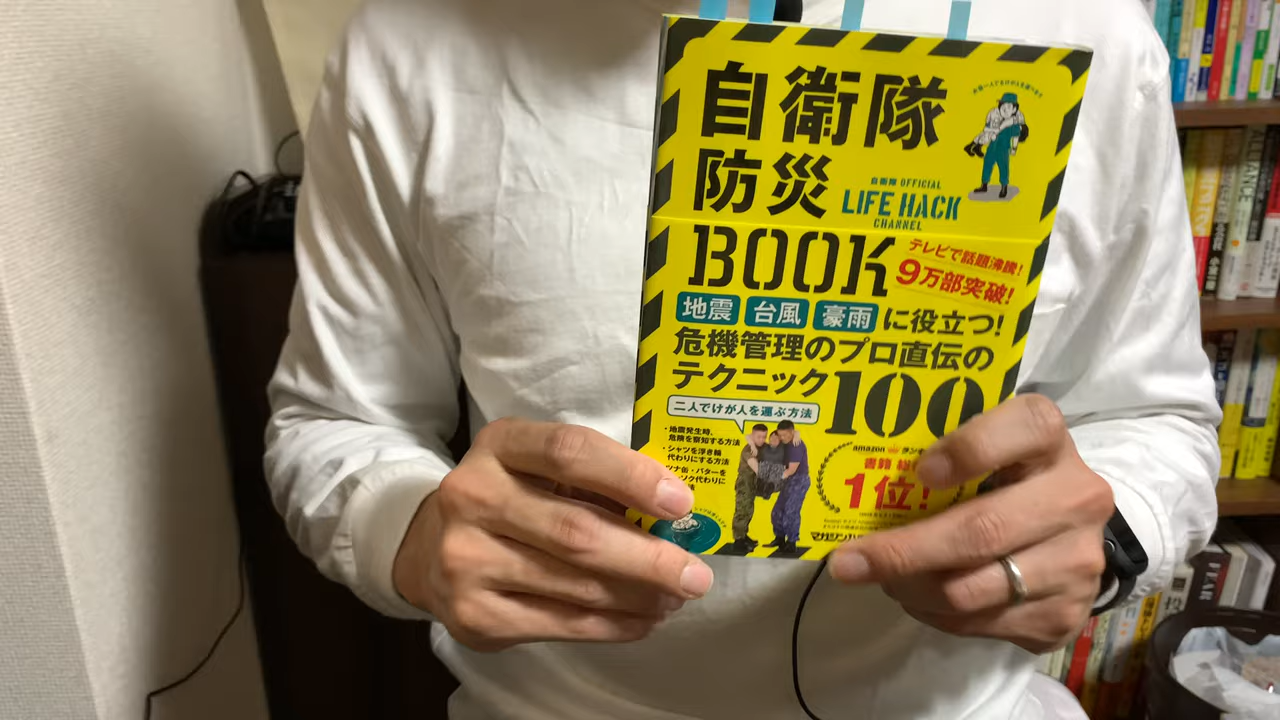 自衛隊
防災
自衛隊 OFFICIAL
LIFE HACK
CHANNEL
BOOK
テレビで話題沸騰!
9万部突破!
地震 台風 豪雨 に役立つ!
危機管理のプロ直伝の
テクニック100
二人でけが人を運ぶ方法
・地震発生時、
危険を察知する方法
・シャツを浮き輪
代わりにする方法
ツナ缶・バターを
ソク代わりに
amazon
書籍 総
1位!
マガジンハ
FEAR